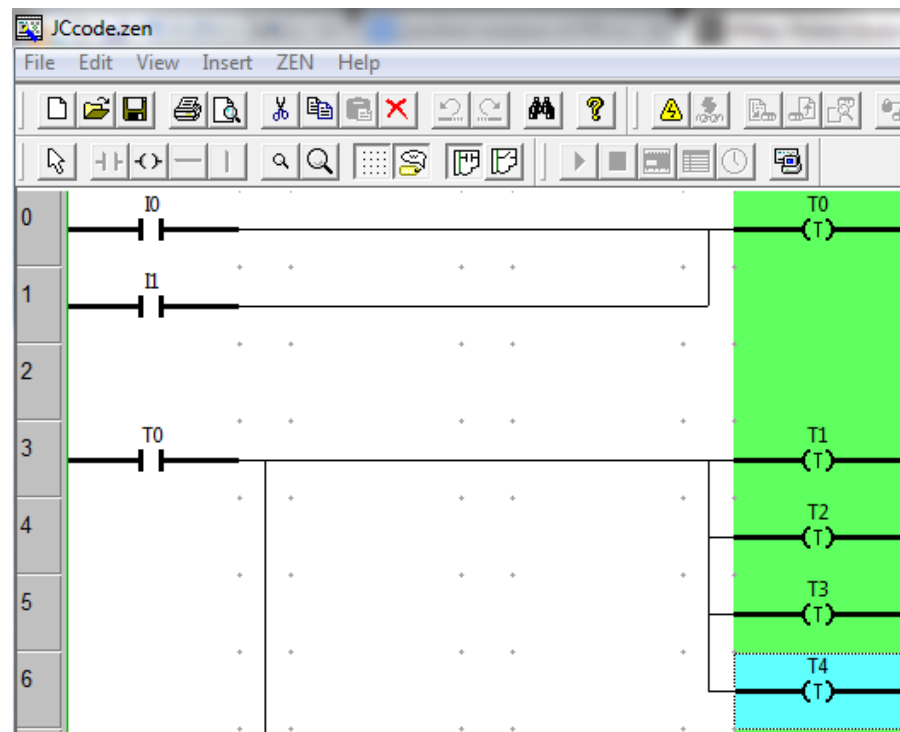 JCcode.zen
File Edit View Insert ZEN Help
0 I0 T0
(T)
1 I1
2
3 T0 T1
(T)
4 T2
(T)
5 T3
(T)
6 T4
(T)